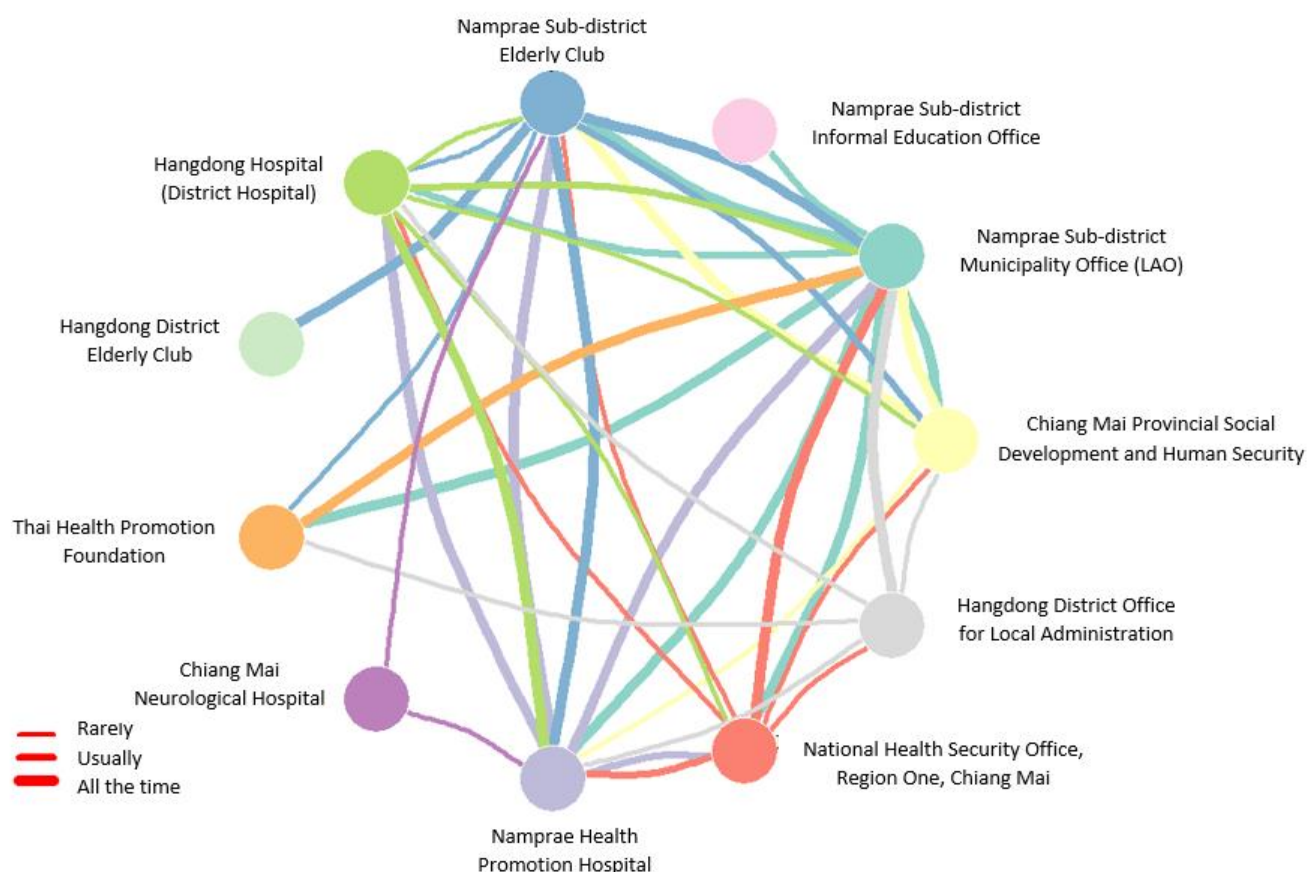 Namprae Sub-district
Elderly Club
Namprae Sub-district
Informal Education Office
Hangdong Hospital
(District Hospital)
Namprae Sub-district
Municipality Office (LAO)
Hangdong District
Elderly Club
Chiang Mai Provincial Social
Development and Human Security
Thai Health Promotion
Foundation
Hangdong District Office
for Local Administration
Chiang Mai
Neurological Hospital
Rarely
Usually
All the time
National Health Security Office,
Region One, Chiang Mai
Namprae Health
Promotion Hospital